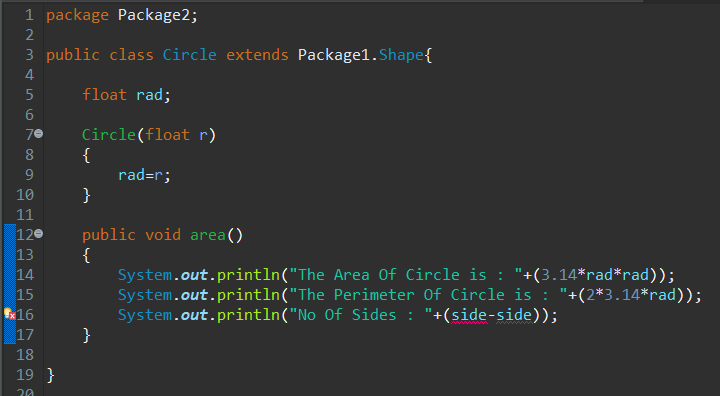 1 package Package2;
2
3 public class Circle extends Package1.Shape{
4
5 float rad;
6
7 Circle(float r)
8 {
9 rad=r;
10 }
11
12 public void area()
13 {
14 System.out.println("The Area Of Circle is : "+(3.14*rad*rad));
15 System.out.println("The Perimeter Of Circle is : "+(2*3.14*rad));
16 System.out.println("No Of Sides : "+(side-side));
17 }
18
19 }
20